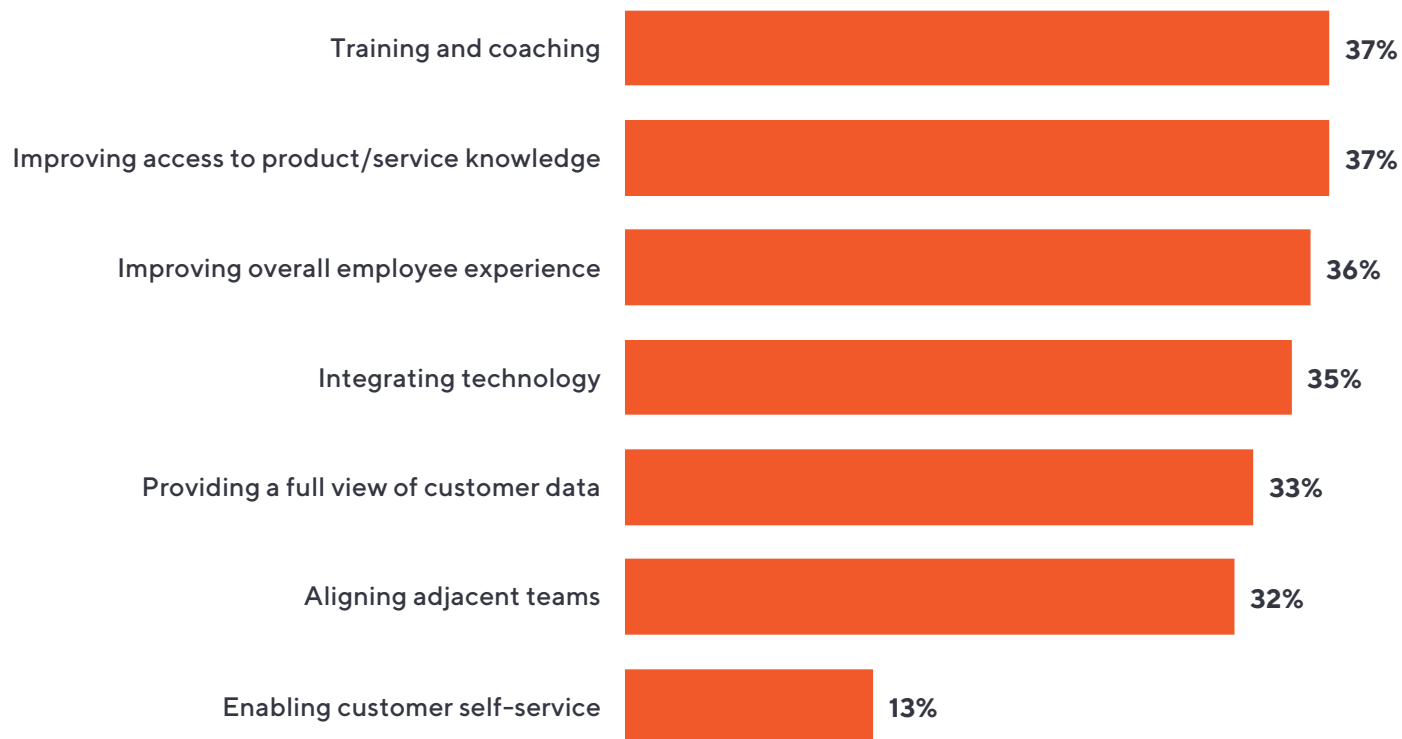 Training and coaching 37%
Improving access to product/service knowledge 37%
Improving overall employee experience 36%
Integrating technology 35%
Providing a full view of customer data 33%
Aligning adjacent teams 32%
Enabling customer self-service 13%